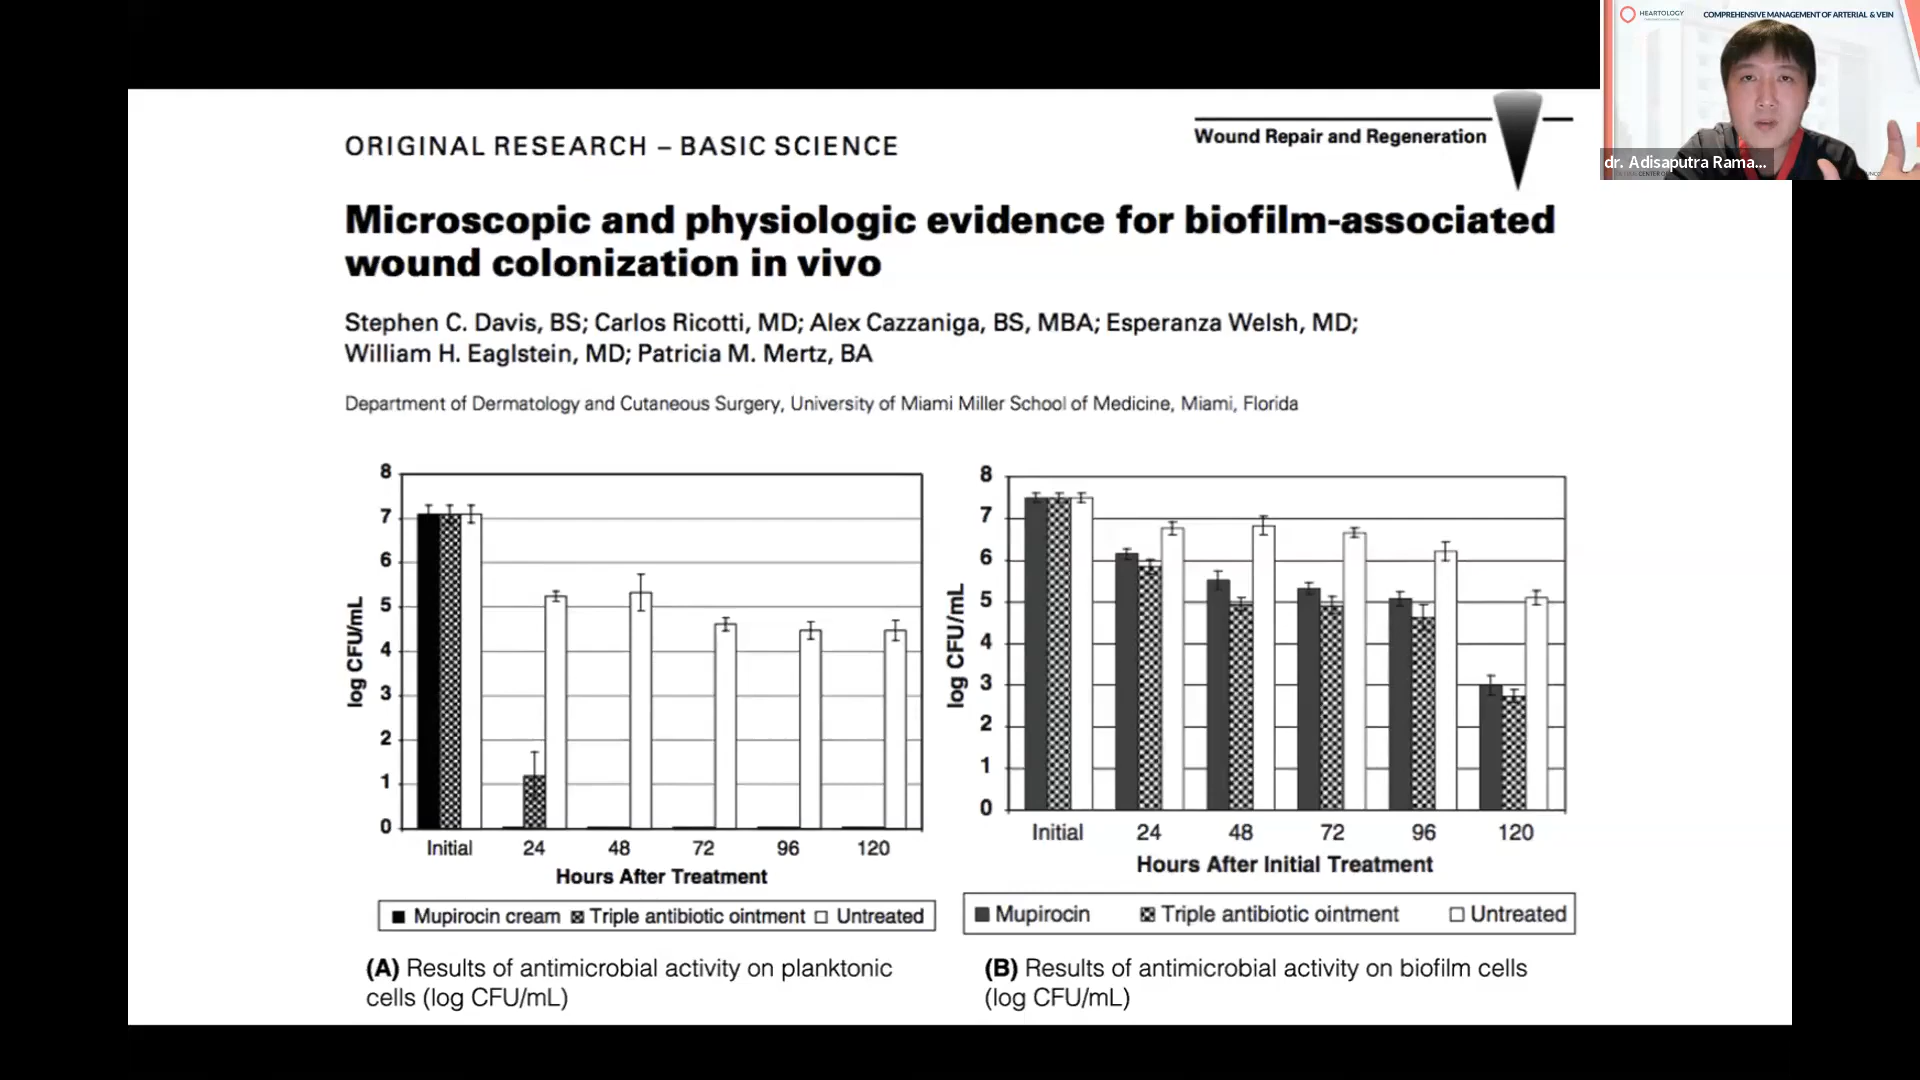 HEARTOLOGY
COMPREHENSIVE MANAGEMENT OF ARTERIAL & VEIN
dr. Adisaputra Rama...
ORIGINAL RESEARCH – BASIC SCIENCE
Wound Repair and Regeneration
Microscopic and physiologic evidence for biofilm-associated
wound colonization in vivo
Stephen C. Davis, BS; Carlos Ricotti, MD; Alex Cazzaniga, BS, MBA; Esperanza Welsh, MD;
William H. Eaglstein, MD; Patricia M. Mertz, BA
Department of Dermatology and Cutaneous Surgery, University of Miami Miller School of Medicine, Miami, Florida
8
7
6
5
4
3
2
1
0
log CFU/mL
Initial 24 48 72 96 120
Hours After Treatment
Mupirocin cream Triple antibiotic ointment Untreated
(A) Results of antimicrobial activity on planktonic
cells (log CFU/mL)
8
7
6
5
4
3
2
1
0
log CFU/mL
Initial 24 48 72 96 120
Hours After Initial Treatment
Mupirocin Triple antibiotic ointment Untreated
(B) Results of antimicrobial activity on biofilm cells
(log CFU/mL)